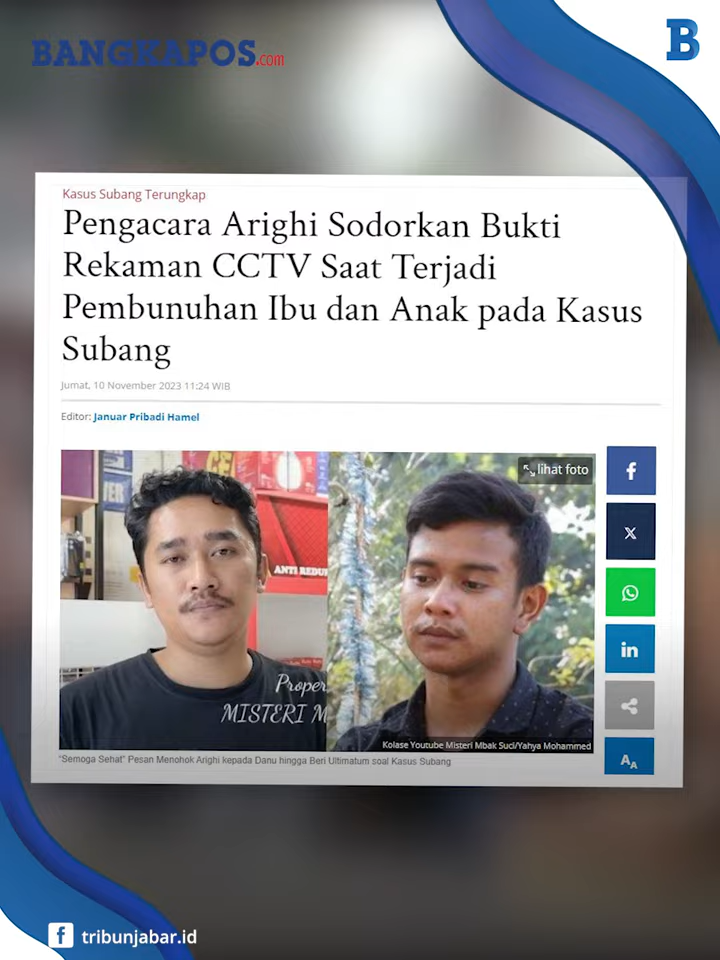 BANGKAPOS.com
B
Kasus Subang Terungkap
Pengacara Arighi Sodorkan Bukti
Rekaman CCTV Saat Terjadi
Pembunuhan Ibu dan Anak pada Kasus
Subang
Jumat, 10 November 2023 11:24 WIB
Editor: Januar Pribadi Hamel
lihat foto
ANTI REDU
Proper
MISTERI M
Kolase Youtube Misteri Mbak Suci/Yahya Mohammed
"Semoga Sehat" Pesan Menohok Arighi kepada Danu hingga Beri Ultimatum soal Kasus Subang
AA
tribunjabar.id